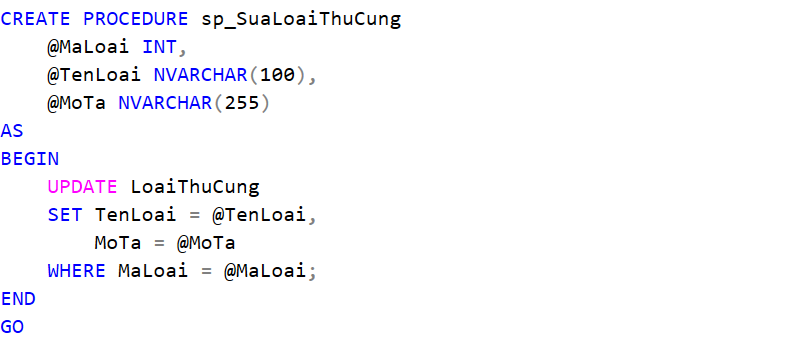 CREATE PROCEDURE sp_SuaLoaiThuCung
    @MaLoai INT,
    @TenLoai NVARCHAR(100),
    @MoTa NVARCHAR(255)
AS
BEGIN
    UPDATE LoaiThuCung
    SET TenLoai = @TenLoai,
        MoTa = @MoTa
    WHERE MaLoai = @MaLoai;
END
GO